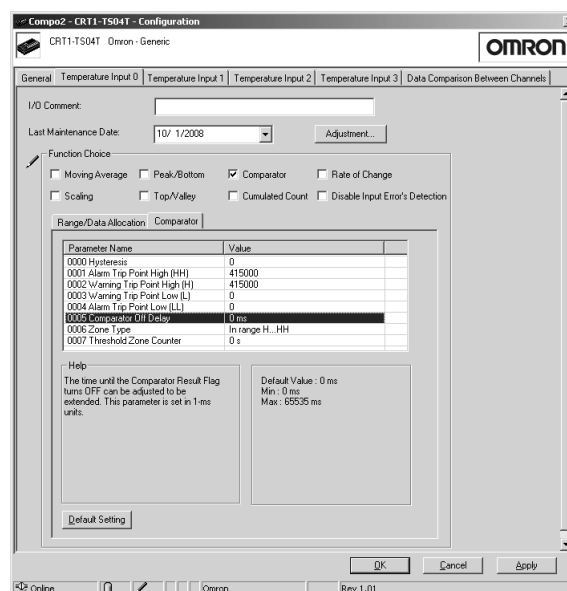 Compo2 - CRT1-TS04T - Configuration
CRT1-TS04T Omron - Generic
OMRON
General Temperature Input 0 Temperature Input 1 Temperature Input 2 Temperature Input 3 Data Comparison Between Channels
I/O Comment:
Last Maintenance Date: 10/ 1/2008 Adjustment...
Function Choice
Moving Average Peak/Bottom Comparator Rate of Change
Scaling Top/Valley Cumulated Count Disable Input Error's Detection
Range/Data Allocation Comparator
Parameter Name Value
0000 Hysteresis 0
0001 Alarm Trip Point High (HH) 415000
0002 Warning Trip Point High (H) 415000
0003 Warning Trip Point Low (L) 0
0004 Alarm Trip Point Low (LL) 0
0005 Comparator Off Delay 0 ms
0006 Zone Type In range H...HH
0007 Threshold Zone Counter 0 s
Help
The time until the Comparator Result Flag
turns OFF can be adjusted to be
extended. This parameter is set in 1-ms
units.
Default Value : 0 ms
Min : 0 ms
Max : 65535 ms
Default Setting
OK Cancel Apply
Online Omron Rev 1.01